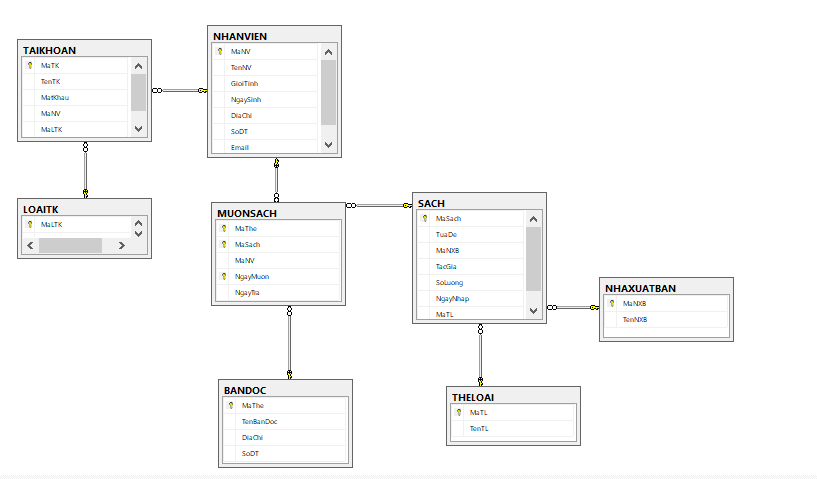 TAIKHOAN
MaTK
TenTK
MatKhau
MaNV
MaLTK
NHANVIEN
MaNV
TenNV
GioiTinh
NgaySinh
DiaChi
SoDT
Email
LOAITK
MaLTK
MUONSACH
MaThe
MaSach
MaNV
NgayMuon
NgayTra
SACH
MaSach
TuaDe
MaNXB
TacGia
SoLuong
NgayNhap
MaTL
NHAXUATBAN
MaNXB
TenNXB
BANDOC
MaThe
TenBanDoc
DiaChi
SoDT
THELOAI
MaTL
TenTL